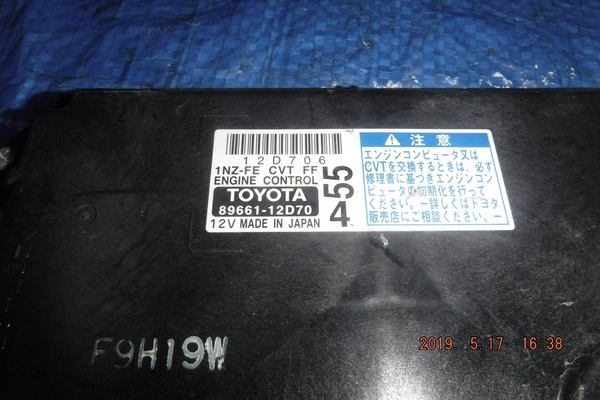 12D706
1NZ-FE CVT FF
ENGINE CONTROL
TOYOTA
89661-12D70
12V MADE IN JAPAN
455
注意
エンジンコンピュータ又は
CVTを交換するときは、必ず
修理書に基づきエンジンコン
ピュータの初期化を行って
ください。－詳しくはトヨタ
販売店にご相談ください。－
F9H19W
2019. 5.17 16:38